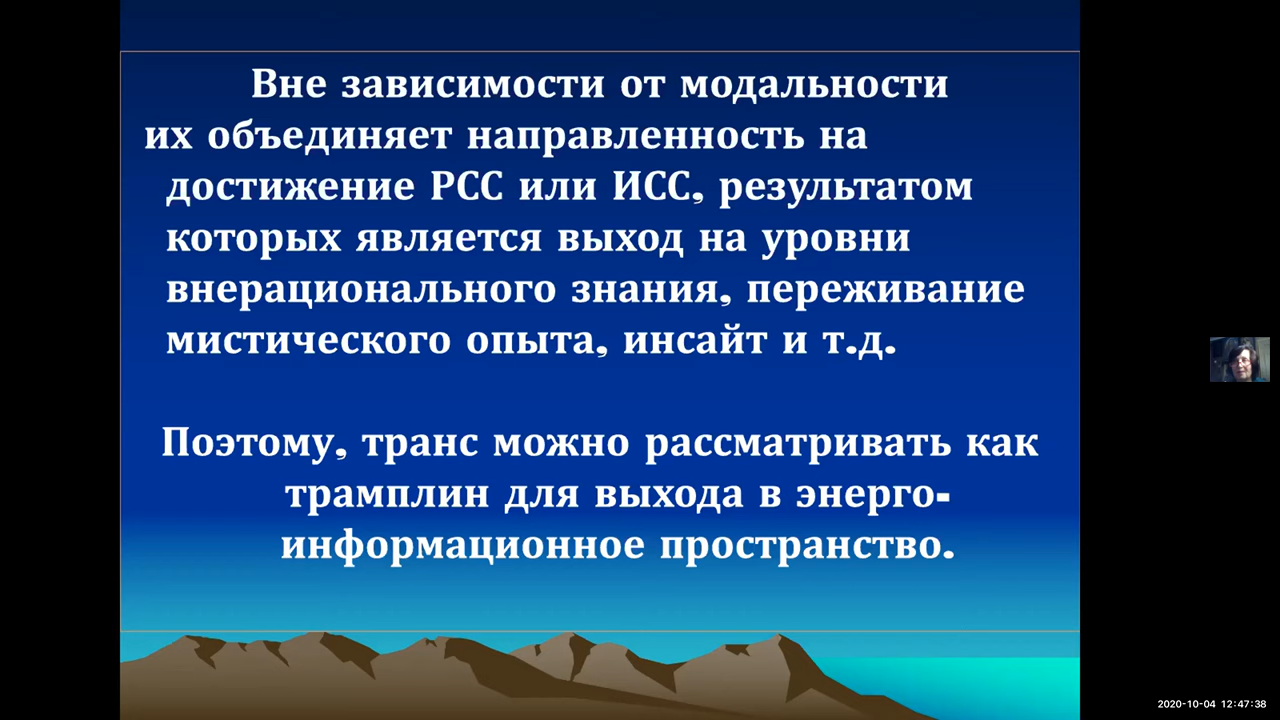 Вне зависимости от модальности
их объединяет направленность на
достижение РСС или ИСС, результатом
которых является выход на уровни
внерационального знания, переживание
мистического опыта, инсайт и т.д.
Поэтому, транс можно рассматривать как
трамплин для выхода в энерго-
информационное пространство.
2020-10-04 12:47:38